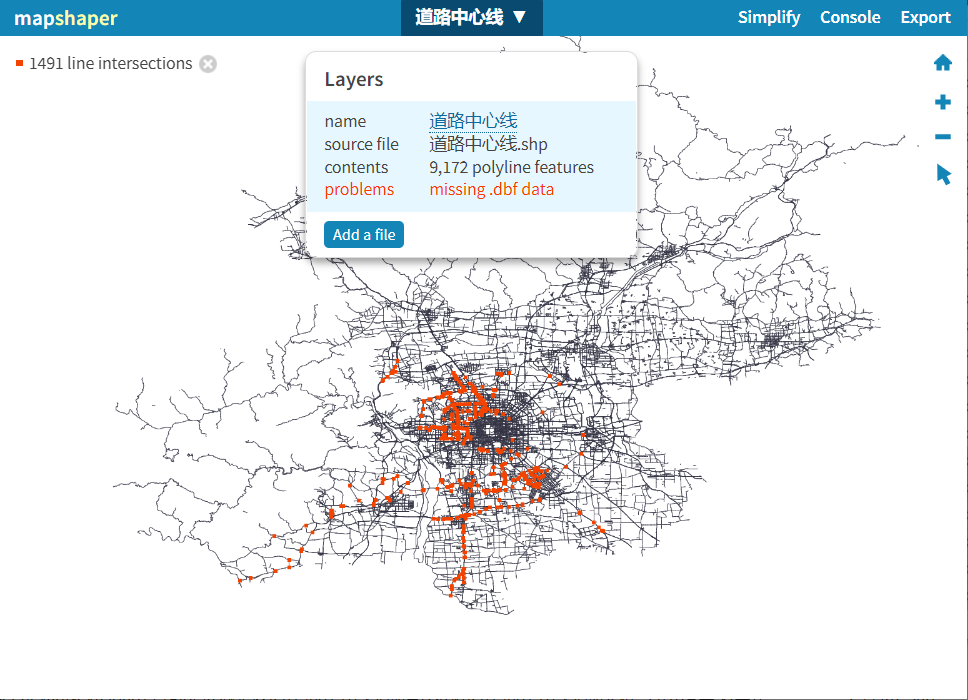 mapshaper
道路中心线 ▼
Simplify Console Export
1491 line intersections
Layers
name 道路中心线
source file 道路中心线.shp
contents 9,172 polyline features
problems missing .dbf data
Add a file